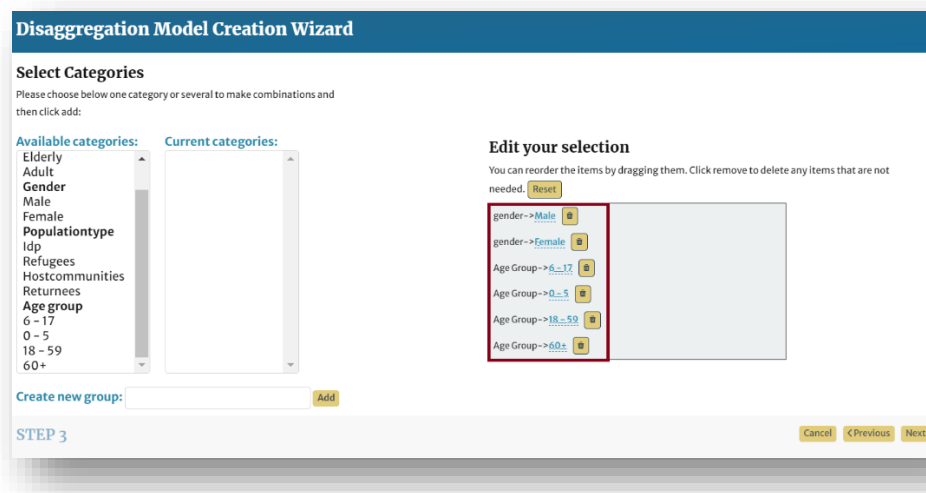 Disaggregation Model Creation Wizard
Select Categories
Please choose below one category or several to make combinations and
then click add:
Available categories:
Elderly
Adult
Gender
Male
Female
Populationtype
Idp
Refugees
Hostcommunities
Returnees
Age group
6 - 17
0 - 5
18 - 59
60+
Current categories:
Create new group:
Add
Edit your selection
You can reorder the items by dragging them. Click remove to delete any items that are not
needed. Reset
gender->Male
gender->Female
Age Group->6 - 17
Age Group->0 - 5
Age Group->18 - 59
Age Group->60+
STEP 3
Cancel <Previous Next